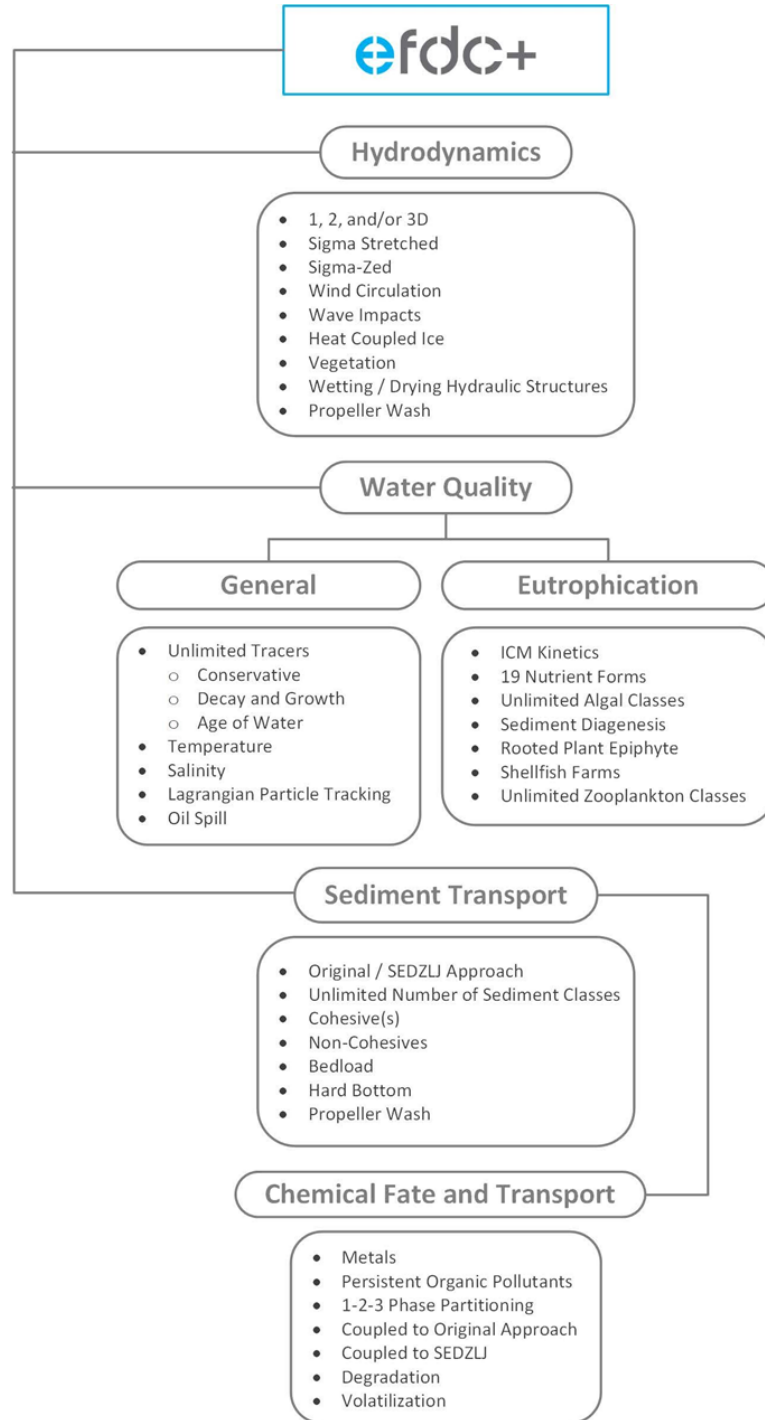 efdc+
Hydrodynamics
• 1, 2, and/or 3D
• Sigma Stretched
• Sigma-Zed
• Wind Circulation
• Wave Impacts
• Heat Coupled Ice
• Vegetation
• Wetting / Drying Hydraulic Structures
• Propeller Wash
Water Quality
General
• Unlimited Tracers
o Conservative
o Decay and Growth
o Age of Water
• Temperature
• Salinity
• Lagrangian Particle Tracking
• Oil Spill
Eutrophication
• ICM Kinetics
• 19 Nutrient Forms
• Unlimited Algal Classes
• Sediment Diagenesis
• Rooted Plant Epiphyte
• Shellfish Farms
• Unlimited Zooplankton Classes
Sediment Transport
• Original / SEDZLJ Approach
• Unlimited Number of Sediment Classes
• Cohesive(s)
• Non-Cohesives
• Bedload
• Hard Bottom
• Propeller Wash
Chemical Fate and Transport
• Metals
• Persistent Organic Pollutants
• 1-2-3 Phase Partitioning
• Coupled to Original Approach
• Coupled to SEDZLJ
• Degradation
• Volatilization